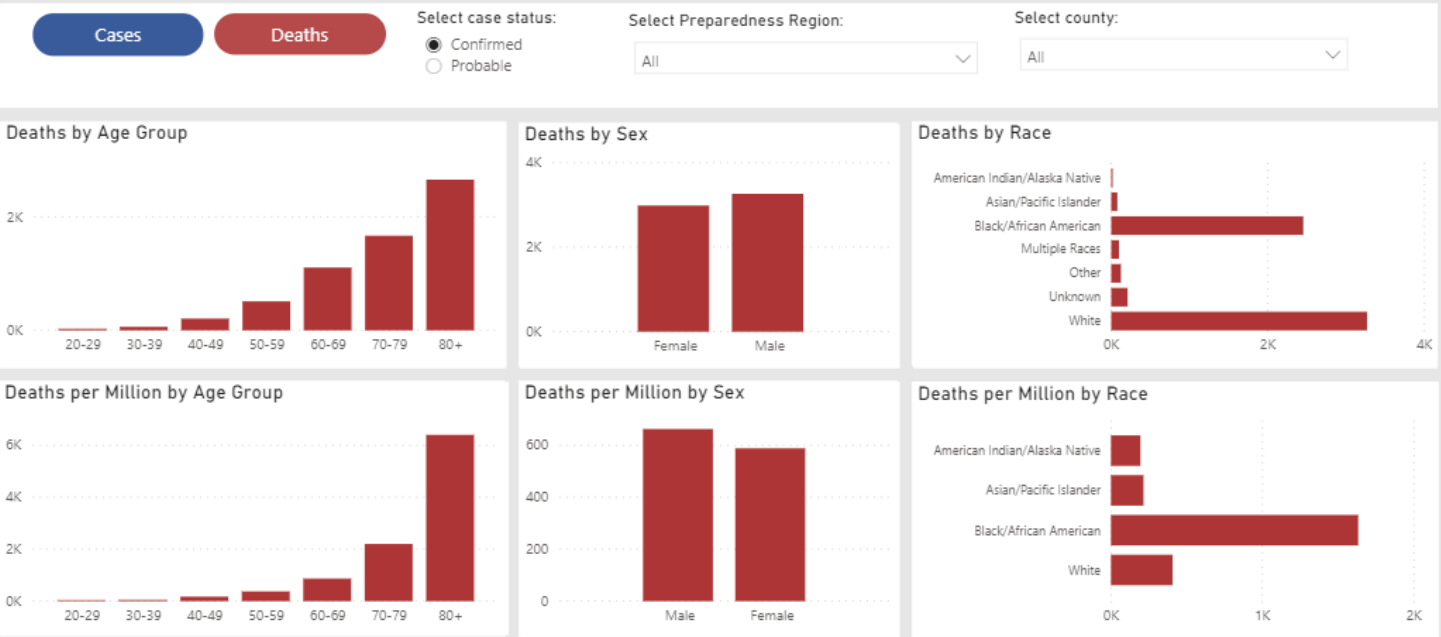 Cases
Deaths
Select case status:
Confirmed
Probable
Select Preparedness Region:
All
Select county:
All
Deaths by Age Group
2K
0K
20-29 30-39 40-49 50-59 60-69 70-79 80+
Deaths by Sex
4K
2K
0K
Female Male
Deaths by Race
American Indian/Alaska Native
Asian/Pacific Islander
Black/African American
Multiple Races
Other
Unknown
White
0K 2K 4K
Deaths per Million by Age Group
6K
4K
2K
0K
20-29 30-39 40-49 50-59 60-69 70-79 80+
Deaths per Million by Sex
600
400
200
0
Male Female
Deaths per Million by Race
American Indian/Alaska Native
Asian/Pacific Islander
Black/African American
White
0K 1K 2K